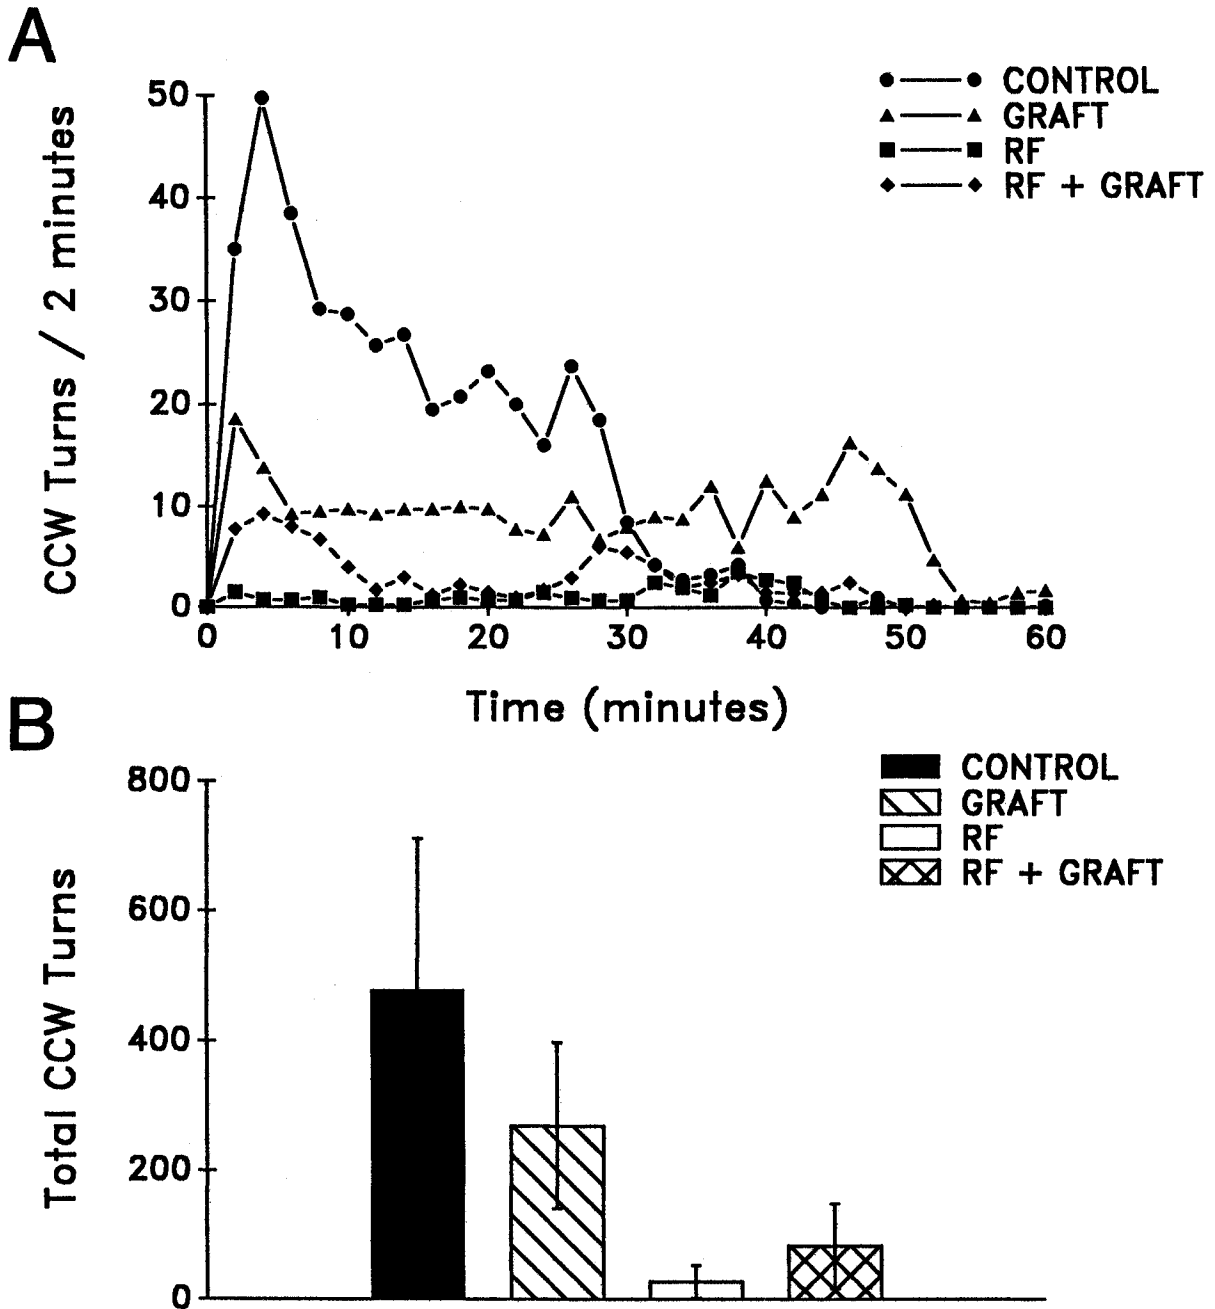 A
CONTROL
GRAFT
RF
RF + GRAFT
CCW Turns / 2 minutes
50
40
30
20
10
0
0 10 20 30 40 50 60
Time (minutes)
B
CONTROL
GRAFT
RF
RF + GRAFT
Total CCW Turns
800
600
400
200
0